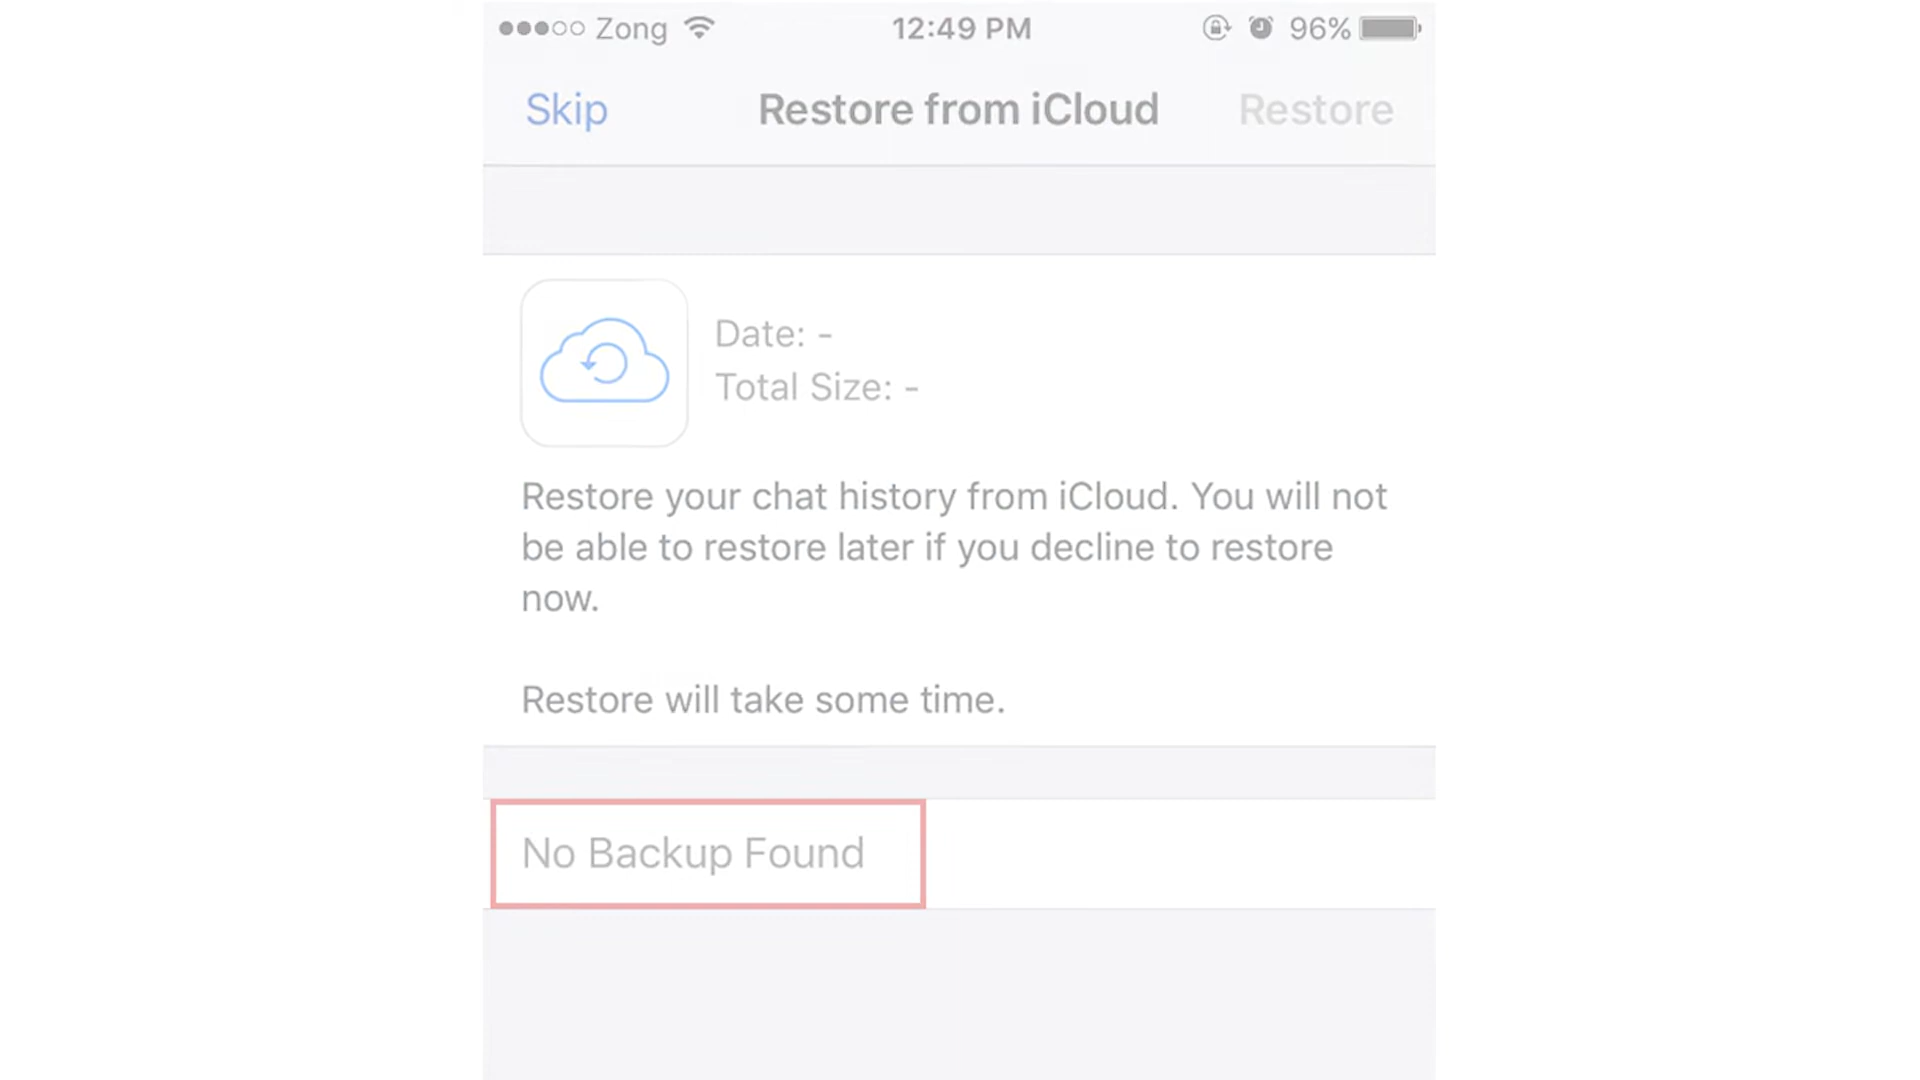 Zong 12:49 PM 96%
Skip Restore from iCloud Restore
Date: -
Total Size: -
Restore your chat history from iCloud. You will not
be able to restore later if you decline to restore
now.
Restore will take some time.
No Backup Found